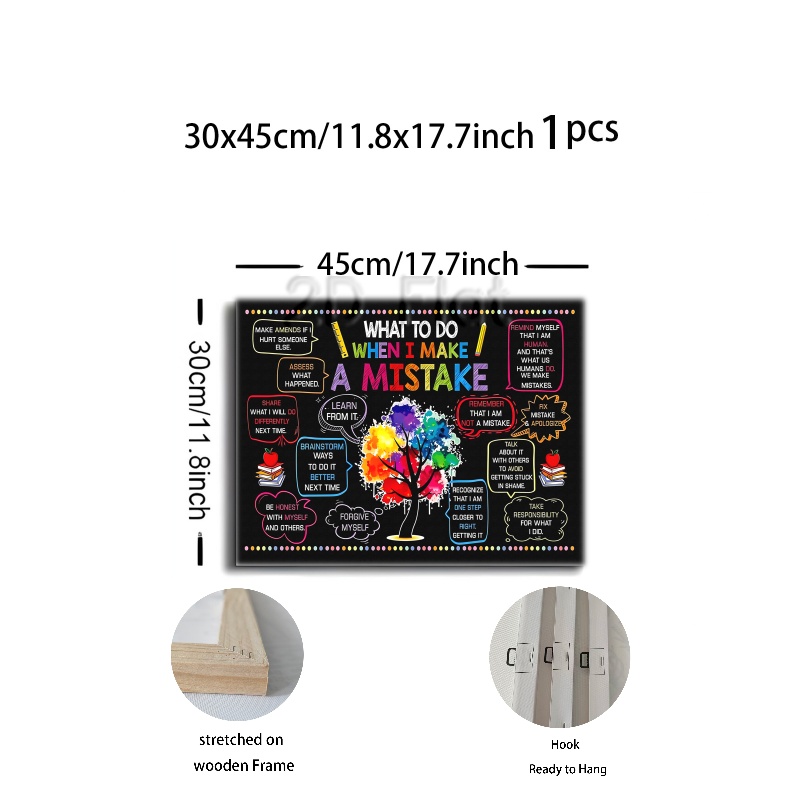 30x45cm/11.8x17.7inch 1pcs
45cm/17.7inch
2D Flat
30cm/11.8inch
WHAT TO DO
WHEN I MAKE
A MISTAKE
MAKE AMENDS IF I
HURT SOMEONE
ELSE.
ASSESS
WHAT
HAPPENED.
REMIND MYSELF
THAT I AM
HUMAN.
AND THAT'S
WHAT US
HUMANS DO.
WE MAKE
MISTAKES.
SHARE
WHAT I WILL DO
DIFFERENTLY
NEXT TIME.
LEARN
FROM IT.
REMEMBER
THAT I AM
NOT A MISTAKE.
FIX
MISTAKE
& APOLOGIZE
BRAINSTORM
WAYS
TO DO IT
BETTER
NEXT TIME
TALK
ABOUT IT
WITH OTHERS
TO AVOID
GETTING STUCK
IN SHAME.
BE HONEST
WITH MYSELF
AND OTHERS.
FORGIVE
MYSELF
RECOGNIZE
THAT I AM
ONE STEP
CLOSER TO
RIGHT.
GETTING IT
TAKE
RESPONSIBILITY
FOR WHAT
I DID.
stretched on
wooden Frame
Hook
Ready to Hang